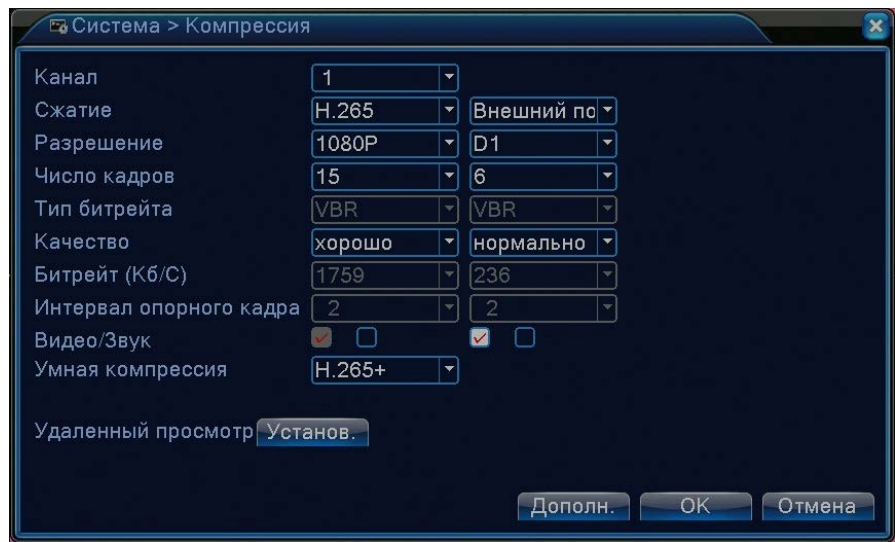 Система > Компрессия
Канал 1
Сжатие H.265 Внешний по
Разрешение 1080P D1
Число кадров 15 6
Тип битрейта VBR VBR
Качество хорошо нормально
Битрейт (Кб/С) 1759 236
Интервал опорного кадра 2 2
Видео/Звук
Умная компрессия H.265+
Удаленный просмотр Установ.
Дополн. OK Отмена